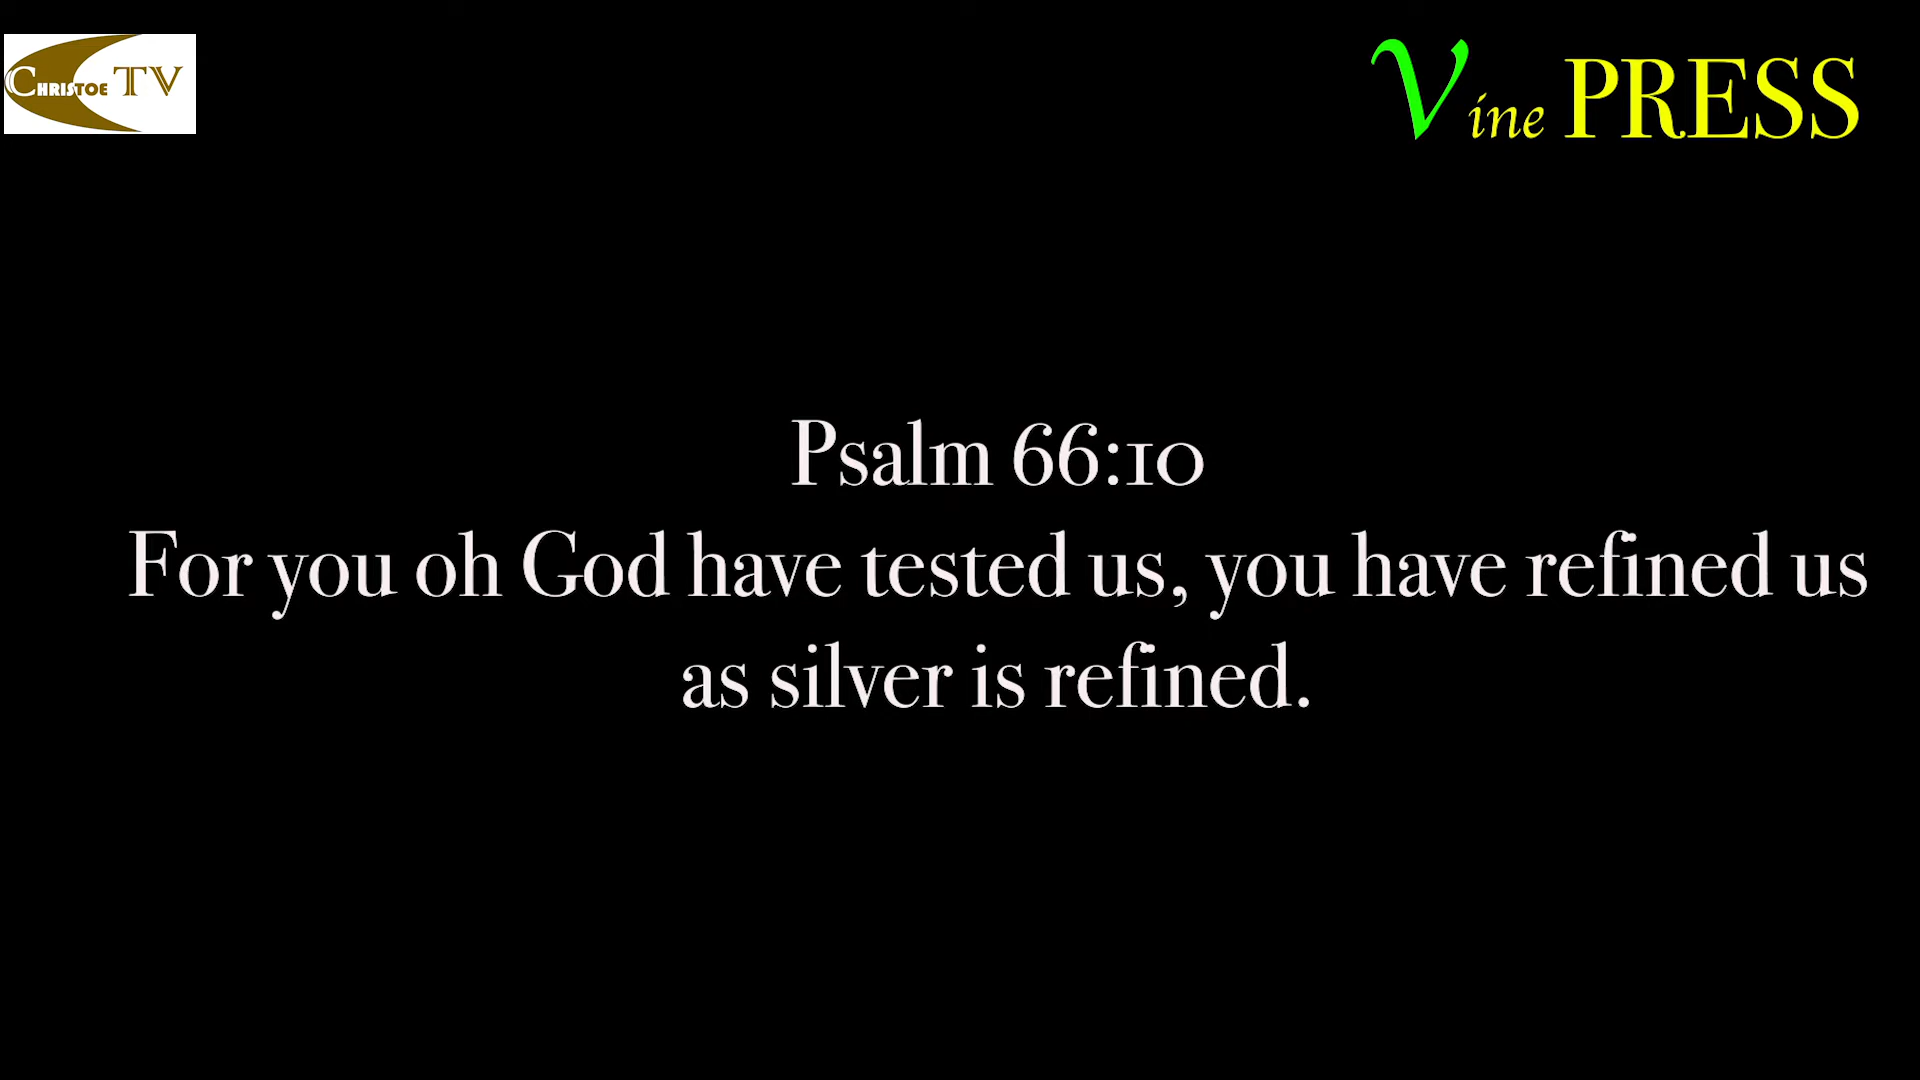 CHRISTOE TV
Vine PRESS
Psalm 66:10
For you oh God have tested us, you have refined us
as silver is refined.